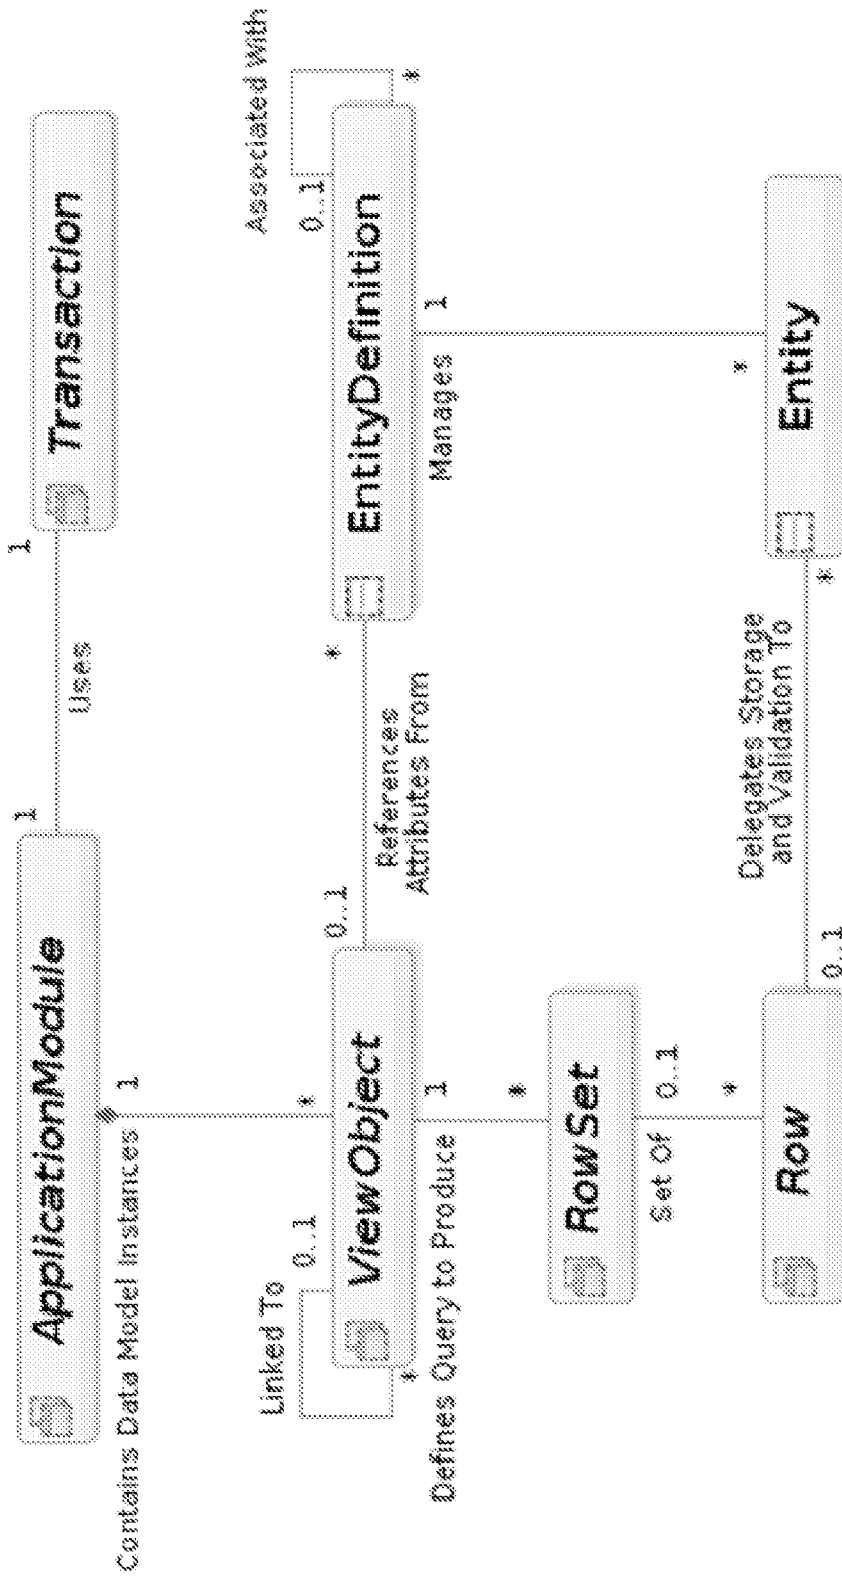 ApplicationModule
1
Uses
1
Transaction
Contains Data Model Instances
1
*
Linked To
0..1
*
ViewObject
0..1
References
Attributes From
*
EntityDefinition
Associated With
0..1
*
Defines Query to Produce
1
*
Manages
1
*
RowSet
Set Of
0..1
*
Row
0..1
Delegates Storage
and Validation To
*
Entity